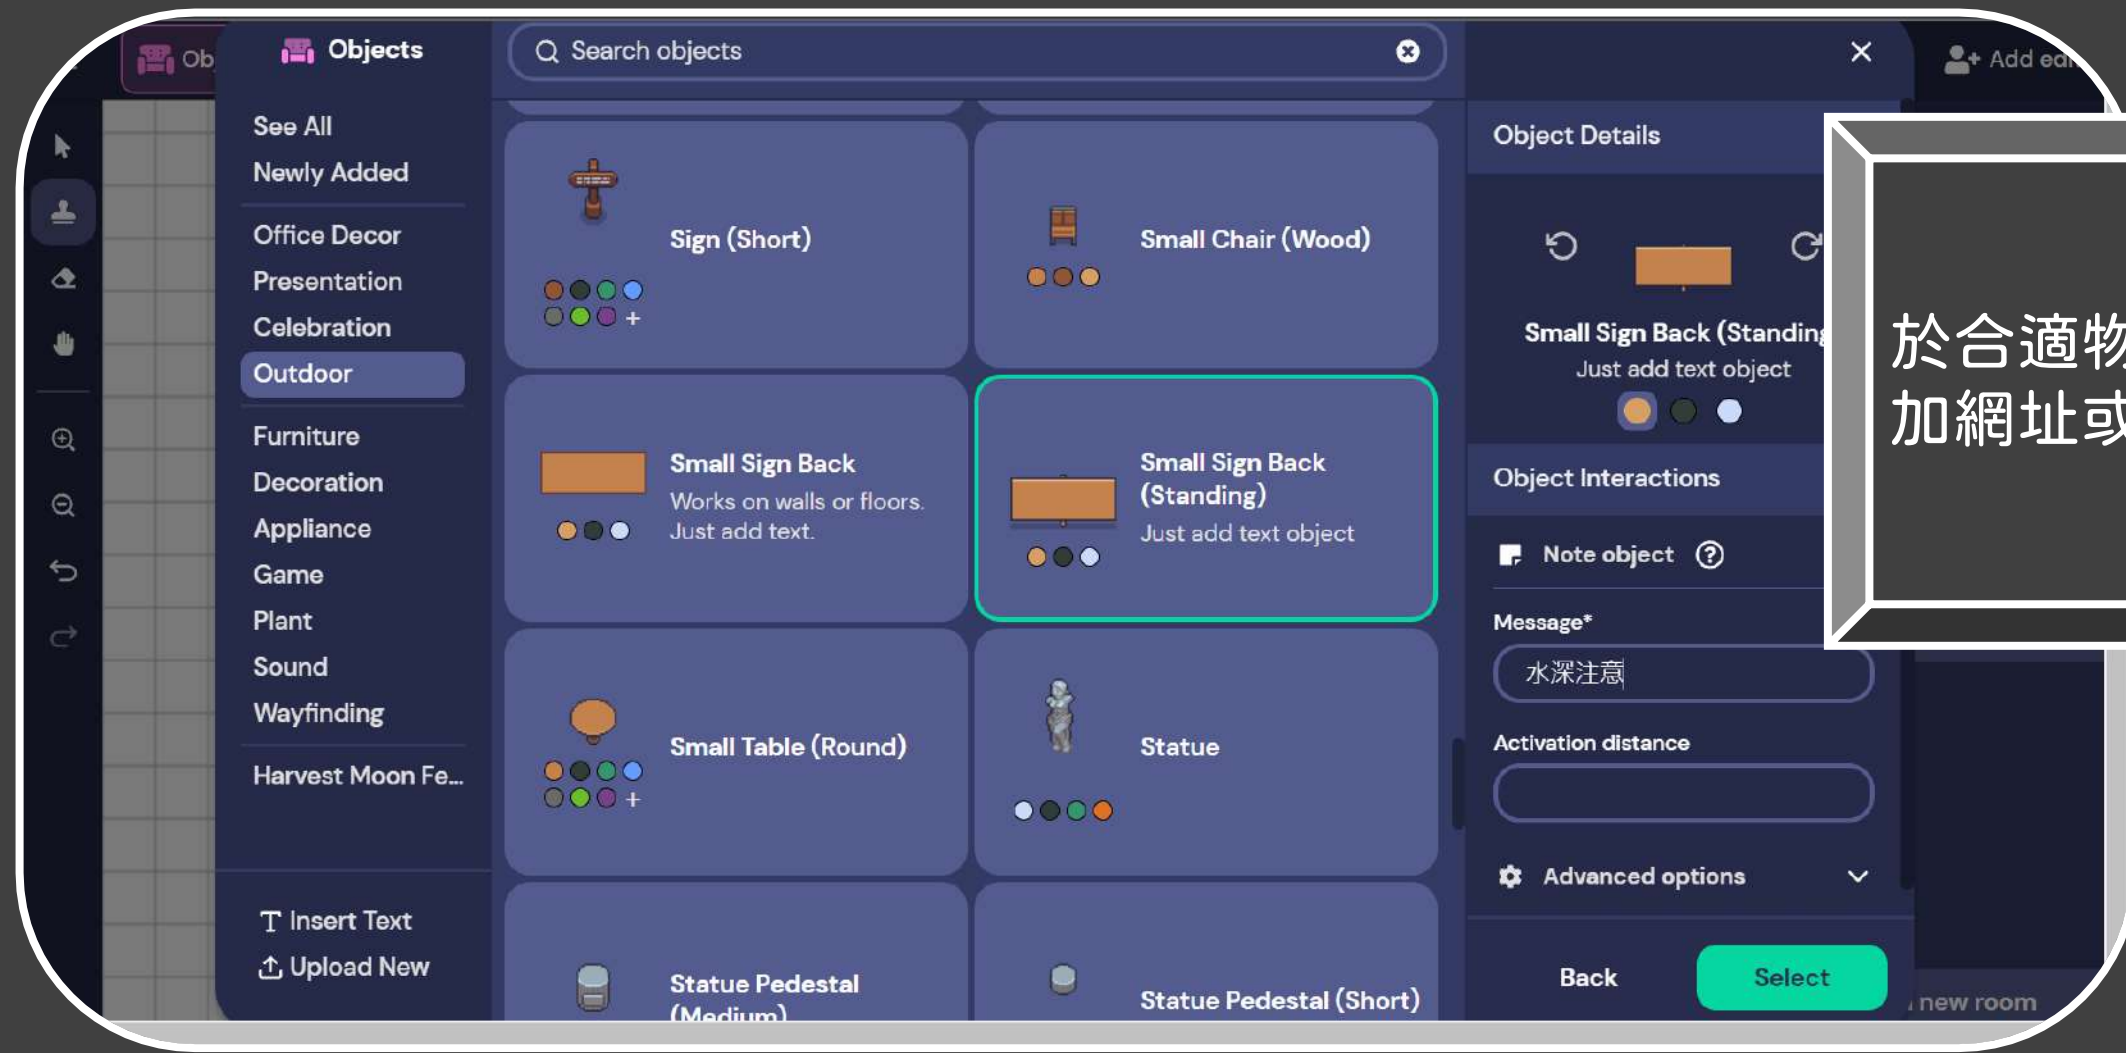 Objects
See All
Newly Added
Office Decor
Presentation
Celebration
Outdoor
Furniture
Decoration
Appliance
Game
Plant
Sound
Wayfinding
Harvest Moon Fe...
Insert Text
Upload New
Search objects
Sign (Short)
+
Small Chair (Wood)
Small Sign Back
Works on walls or floors.
Just add text.
Small Sign Back
(Standing)
Just add text object
Small Table (Round)
+
Statue
Statue Pedestal
(Medium)
Statue Pedestal (Short)
Add
Object Details
Small Sign Back (Standing
Just add text object
Object Interactions
Note object
Message*
水深注意
Activation distance
Advanced options
Back
Select
new room
於合適物
加網址或